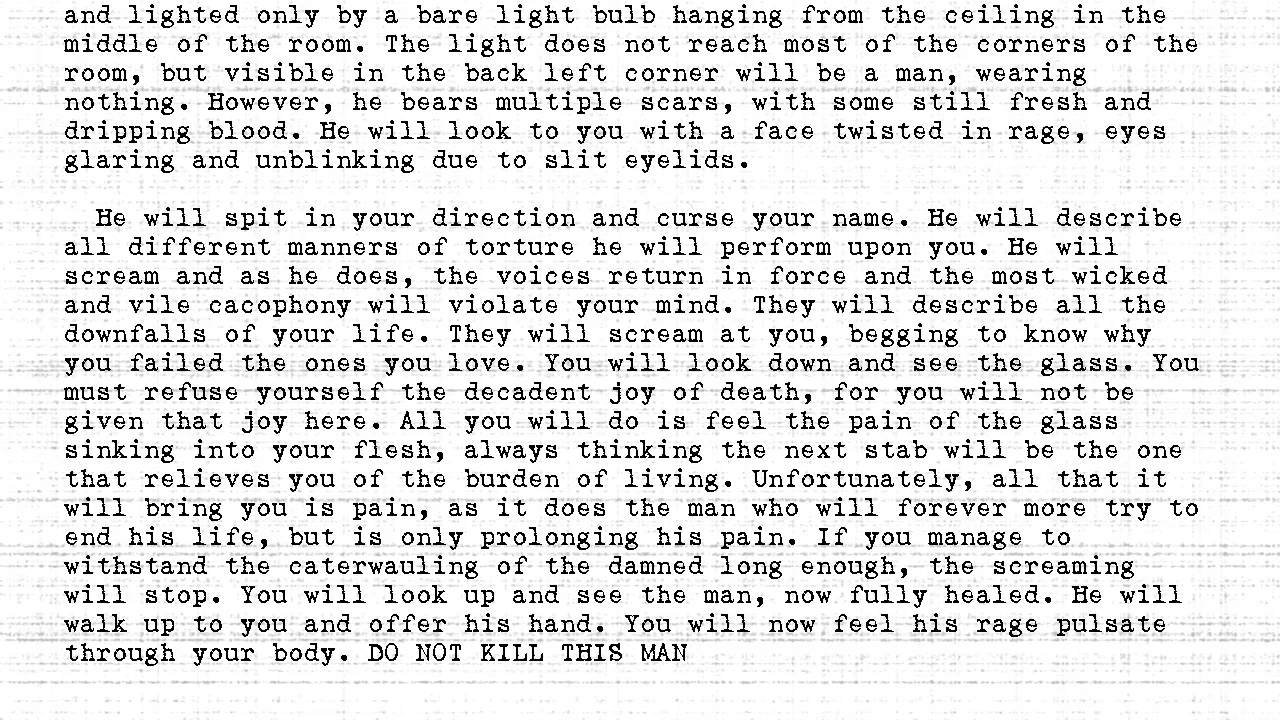 and lighted only by a bare light bulb hanging from the ceiling in the
middle of the room. The light does not reach most of the corners of the
room, but visible in the back left corner will be a man, wearing
nothing. However, he bears multiple scars, with some still fresh and
dripping blood. He will look to you with a face twisted in rage, eyes
glaring and unblinking due to slit eyelids.
He will spit in your direction and curse your name. He will describe
all different manners of torture he will perform upon you. He will
scream and as he does, the voices return in force and the most wicked
and vile cacophony will violate your mind. They will describe all the
downfalls of your life. They will scream at you, begging to know why
you failed the ones you love. You will look down and see the glass. You
must refuse yourself the decadent joy of death, for you will not be
given that joy here. All you will do is feel the pain of the glass
sinking into your flesh, always thinking the next stab will be the one
that relieves you of the burden of living. Unfortunately, all that it
will bring you is pain, as it does the man who will forever more try to
end his life, but is only prolonging his pain. If you manage to
withstand the caterwauling of the damned long enough, the screaming
will stop. You will look up and see the man, now fully healed. He will
walk up to you and offer his hand. You will now feel his rage pulsate
through your body. DO NOT KILL THIS MAN